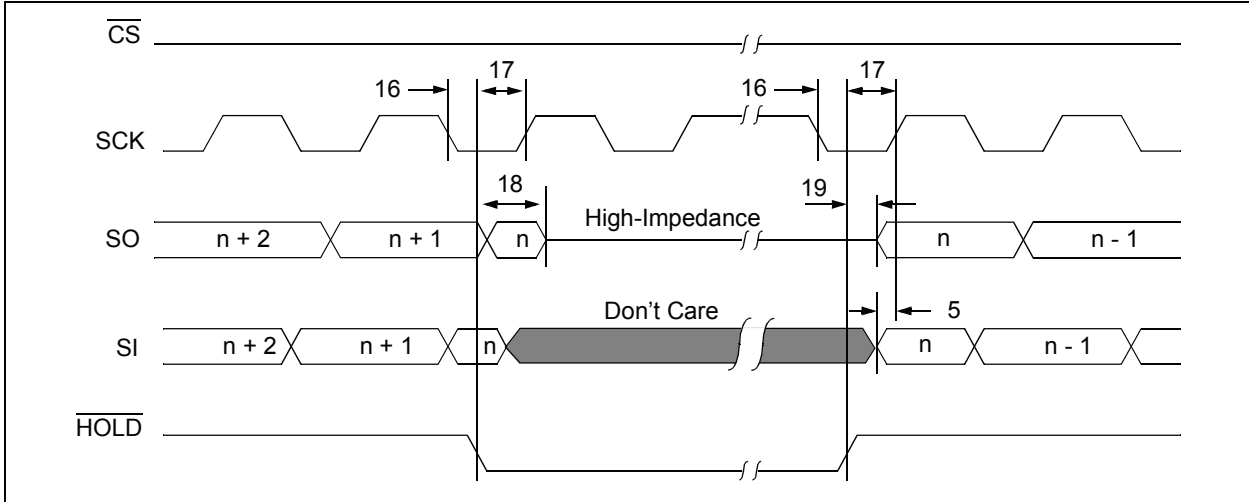 CS
16 17 16 17
SCK
18 19
High-Impedance
SO n + 2 n + 1 n n n - 1
Don't Care 5
SI n + 2 n + 1 n n n - 1
HOLD